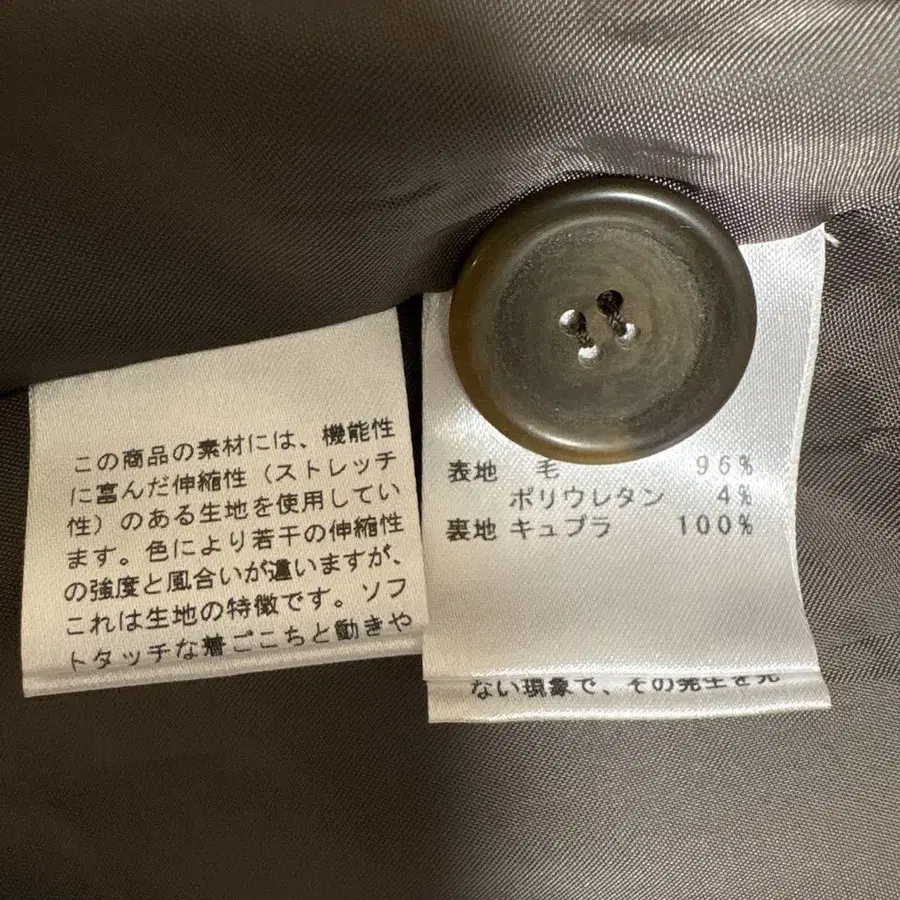 この商品の素材には、機能性
に富んだ伸縮性（ストレッチ
性）のある生地を使用してい
ます。色により若干の伸縮性
の強度と風合いが違いますが、
これは生地の特徴です。ソフ
トタッチな着ごこちと動きや
表地 毛 96%
ポリウレタン 4%
裏地 キュプラ 100%
ない現象で、その発生を完